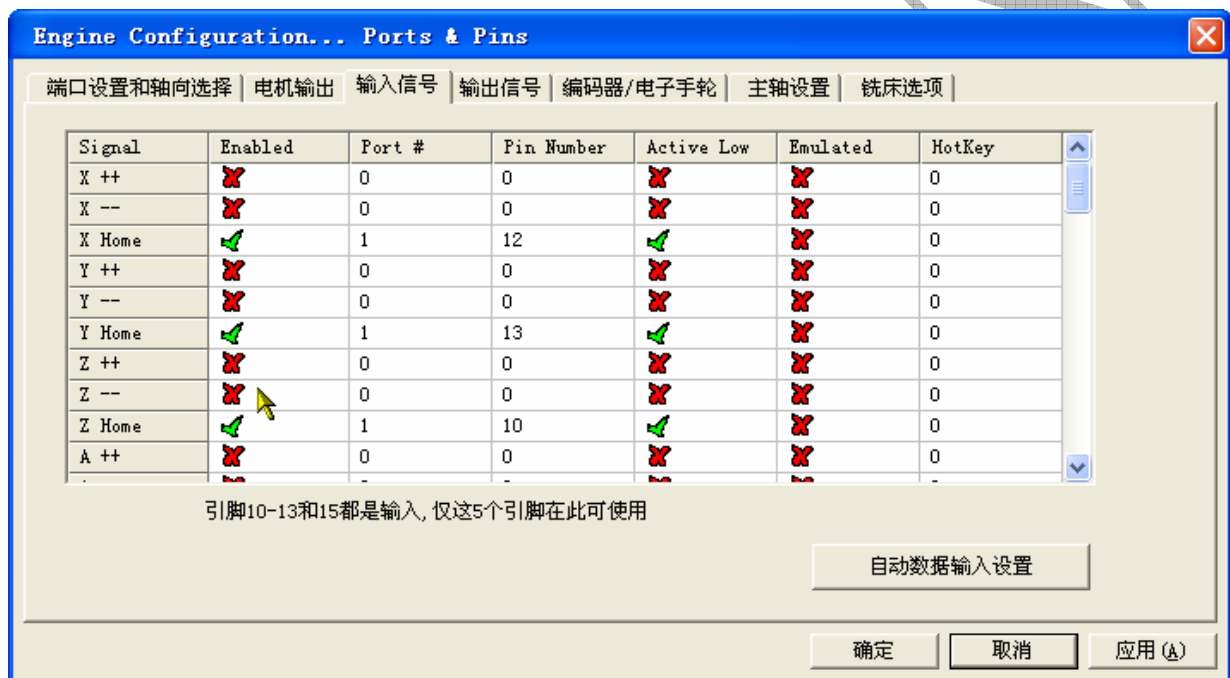 Engine Configuration... Ports & Pins
端口设置和轴向选择 电机输出 输入信号 输出信号 编码器/电子手轮 主轴设置 铣床选项
Signal Enabled Port # Pin Number Active Low Emulated HotKey
X ++ 0 0 0
X -- 0 0 0
X Home 1 12 0
Y ++ 0 0 0
Y -- 0 0 0
Y Home 1 13 0
Z ++ 0 0 0
Z -- 0 0 0
Z Home 1 10 0
A ++ 0 0 0
引脚10-13和15都是输入,仅这5个引脚在此可使用
自动数据输入设置
确定 取消 应用(A)